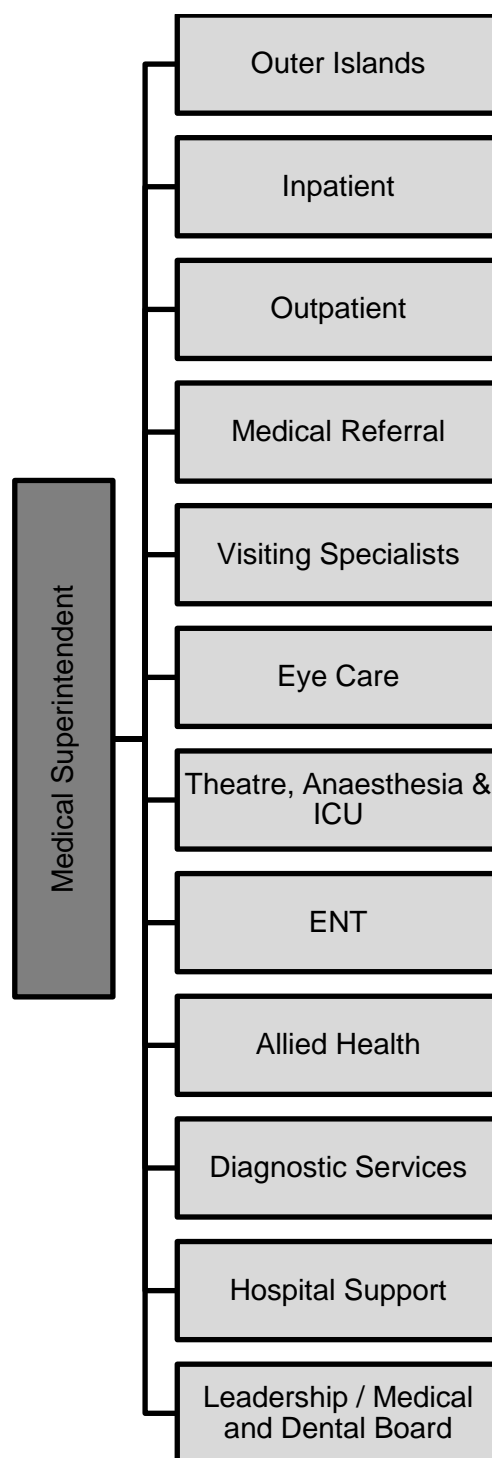 Outer Islands
Inpatient
Outpatient
Medical Referral
Visiting Specialists
Eye Care
Theatre, Anaesthesia &
ICU
ENT
Allied Health
Diagnostic Services
Hospital Support
Leadership / Medical
and Dental Board
Medical Superintendent